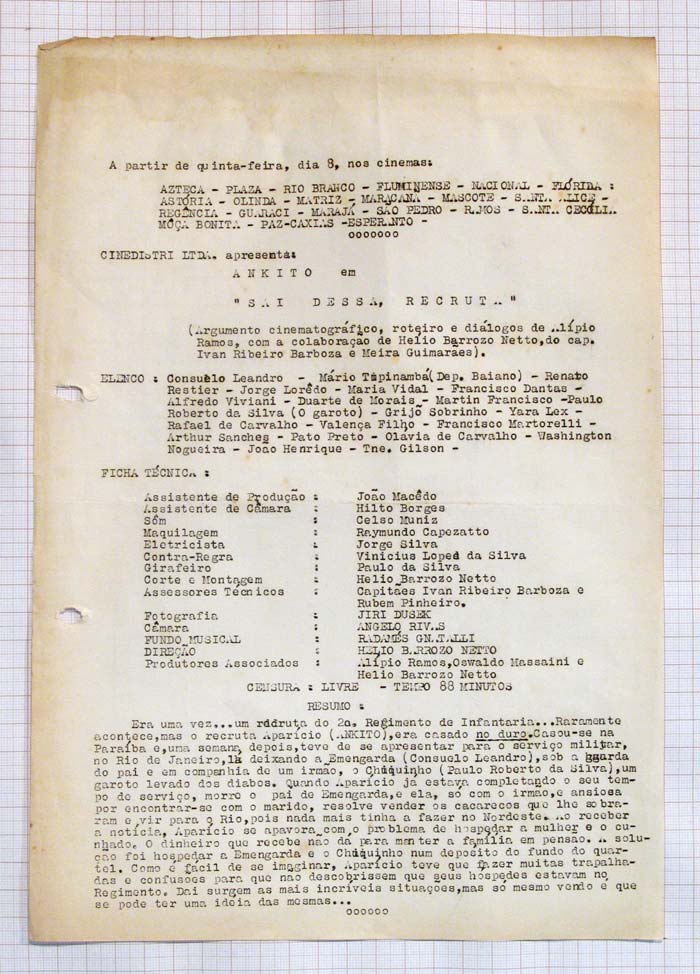 A partir de quinta-feira, dia 8, nos cinemas:
AZTECA - PLAZA - RIO BRANCO - FLUMINENSE - NACIONAL - FLÓRIDA :
ASTÓRIA - OLINDA - MATRIZ - MARACANA - MASCOTE - SANTA ALICE -
REGÊNCIA - GUARACI - MARAJÁ - SÃO PEDRO - RAMOS - SANTA CECÍLIA
MÔÇA BONITA - PAZ-CAXIAS -ESPERANTO -
ooooooo
CINEDISTRI LTDA. apresenta:
A N K I T O em
" S A I D E S S A, R E C R U T A "
(Argumento cinematográfico, roteiro e diálogos de Alípio
Ramos, com a colaboração de Helio Barrozo Netto,do cap.
Ivan Ribeiro Barboza e Meira Guimaraes).
ELENCO : Consuelo Leandro - Mário Tupinambá(Dep. Baiano) - Renato
Restier - Jorge Lorêdo - Maria Vidal - Francisco Dantas -
Alfredo Viviani - Duarte de Morais - Martin Francisco -Paulo
Roberto da Silva (O garoto) - Grijó Sobrinho - Yara Lex -
Rafael de Carvalho - Valença Filho - Francisco Martorelli -
Arthur Sanches - Pato Preto - Olavia de Carvalho - Washington
Nogueira - Joao Henrique - Tne. Gilson -
FICHA TÉCNICA :
Assistente de Produção : João Macêdo
Assistente de Câmara : Hilto Borges
Sôm : Celso Muniz
Maquilagem : Raymundo Capezatto
Eletricista : Jorge Silva
Contra-Regra : Vinicius Loped da Silva
Girafeiro : Paulo da Silva
Corte e Montagem : Helio Barrozo Netto
Assessores Técnicos : Capitães Ivan Ribeiro Barboza e
Rubem Pinheiro.
Fotografia : JIRI DUSEK
Câmara : ANGELO RIVAS
FUNDO MUSICAL : RADAMÉS GNATALLI
DIREÇÃO : HELIO BARROZO NETTO
Produtores Associados : Alípio Ramos,Oswaldo Massaini e
Helio Barrozo Netto
CENSURA : LIVRE - TEMPO 88 MINUTOS
RESUMO :
Era uma vez...um recruta do 2o. Regimento de Infantaria...Raramente
acontece,mas o recruta Aparício (ANKITO),era casado no duro.Casou-se na
Paraíba e,uma semana depois,teve de se apresentar para o serviço militar,
no Rio de Janeiro,lá deixando a Emengarda (Consuelo Leandro),sob a guarda
do pai e em companhia de um irmão, o Chiquinho (Paulo Roberto da Silva),um
garoto levado dos diabos. Quando Aparício ja estava completando o seu tem-
po de serviço, morre o pai de Emengarda,e ela, só com o irmão,e ansiosa
por encontrar-se com o marido, resolve vender os cacarecos que lhe sobra-
ram e vir para o Rio,pois nada mais tinha a fazer no Nordeste. Ao receber
a notícia, Aparício se apavora com o problema de hospedar a mulher e o cu-
nhado. O dinheiro que recebe não da para manter a família em pensão. A solu-
ção foi hospedar a Emengarda e o Chiquinho num deposito do fundo do quar-
tel. Como é facil de se imaginar, Aparício teve que fazer muitas trapalha-
das e confusoes para que nao descobrissem que seus hospedes estavam no
Regimento. Dai surgem as mais incríveis situações,mas só mesmo vendo é que
se pode ter uma ideia das mesmas...
oooooo